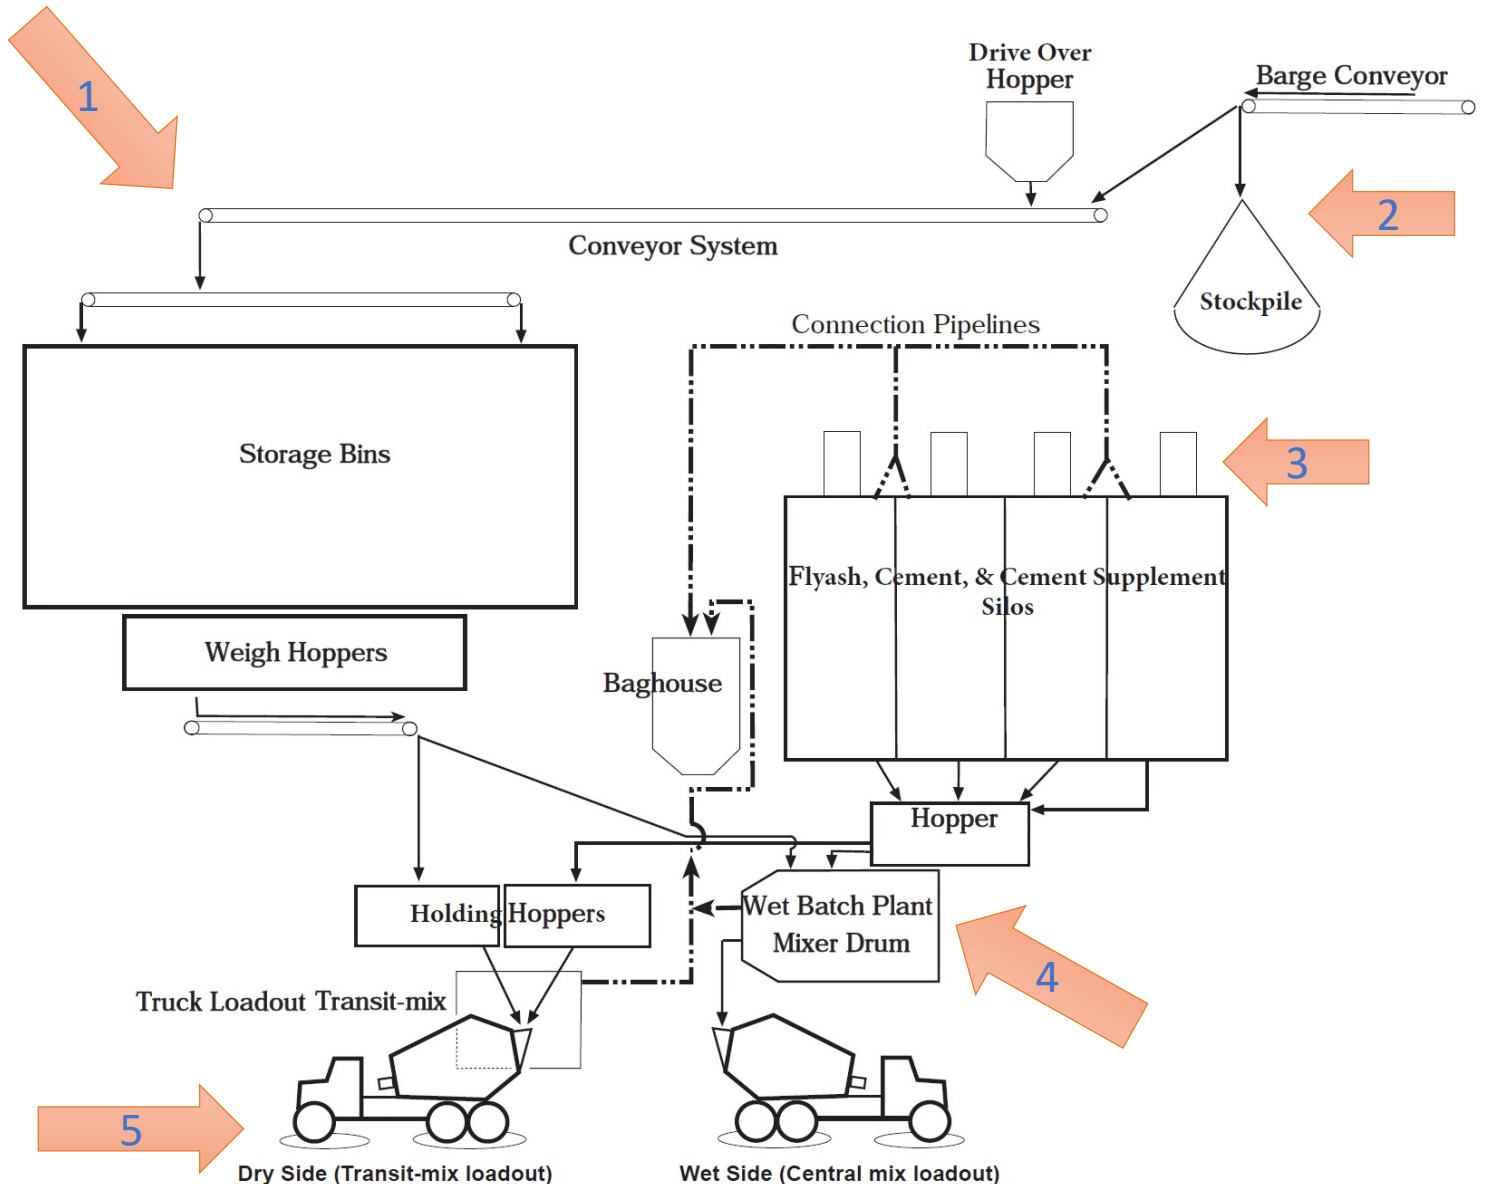 1
Drive Over
Hopper
Barge Conveyor
2
Conveyor System
Stockpile
Connection Pipelines
Storage Bins
3
Flyash, Cement, & Cement Supplement
Silos
Weigh Hoppers
Baghouse
Hopper
Holding Hoppers
Wet Batch Plant
Mixer Drum
4
Truck Loadout Transit-mix
5
Dry Side (Transit-mix loadout)
Wet Side (Central mix loadout)